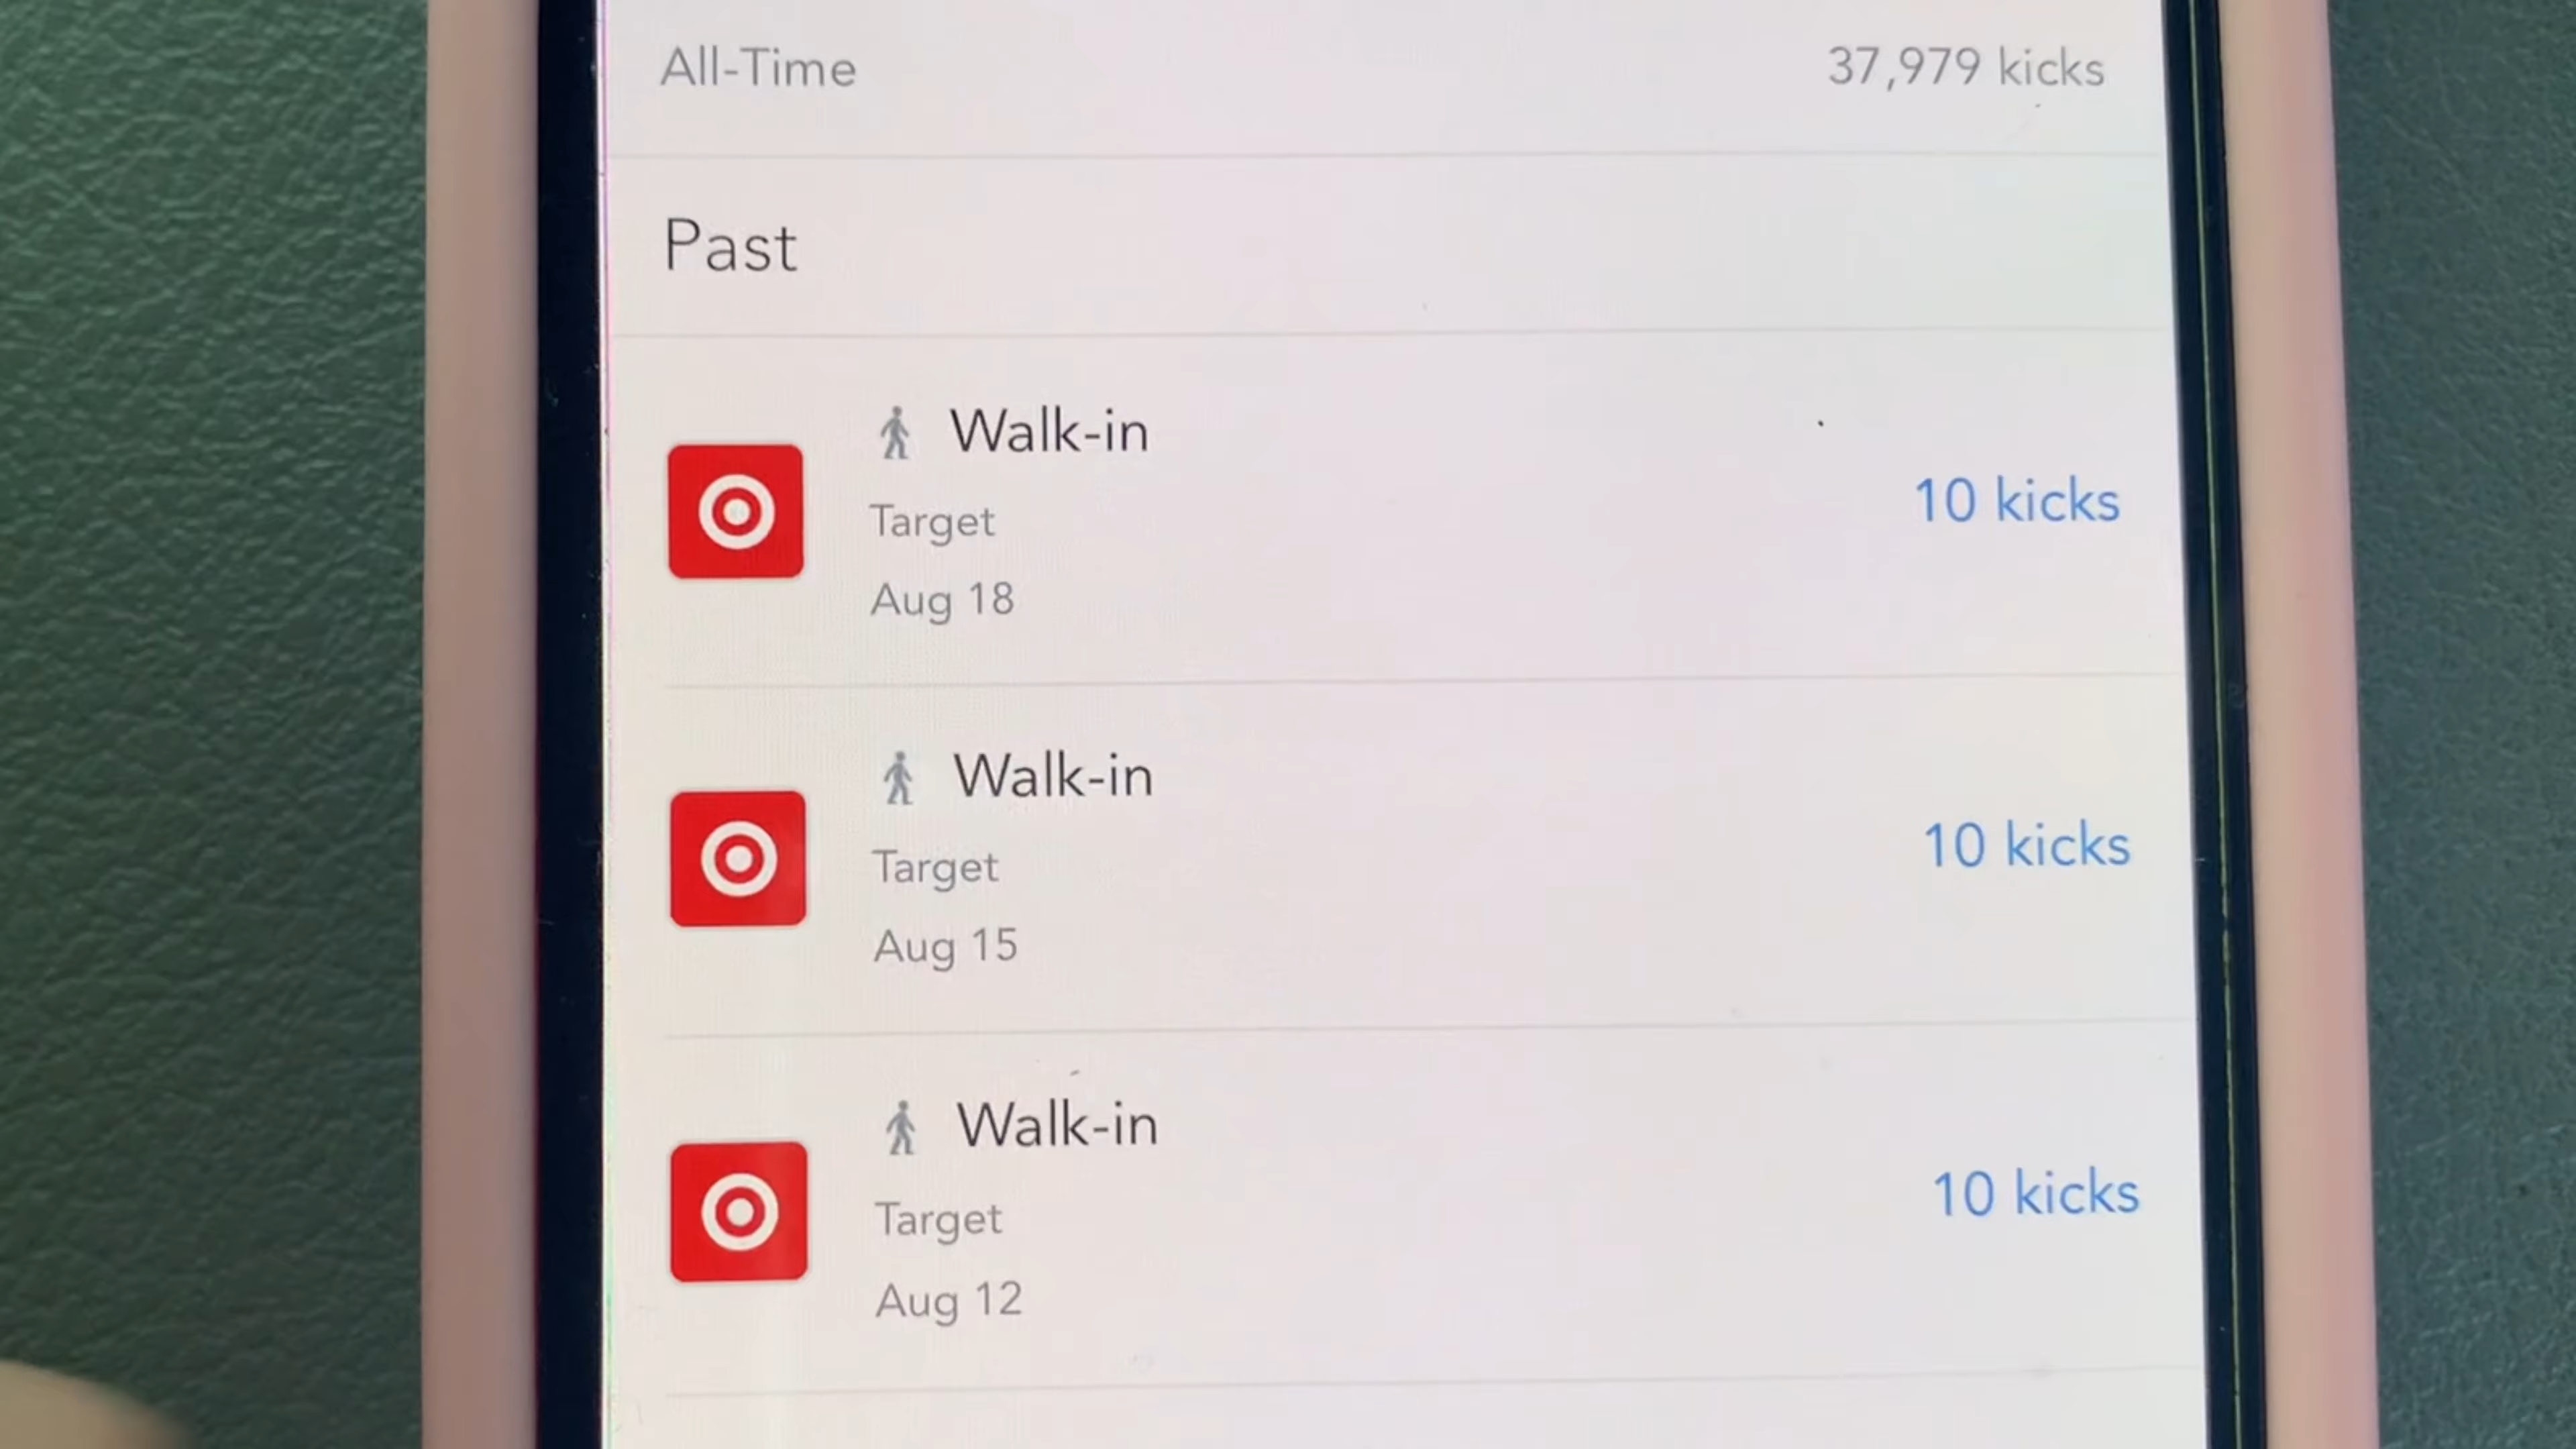 All-Time 37,979 kicks
Past
Walk-in
Target
Aug 18
10 kicks
Walk-in
Target
Aug 15
10 kicks
Walk-in
Target
Aug 12
10 kicks